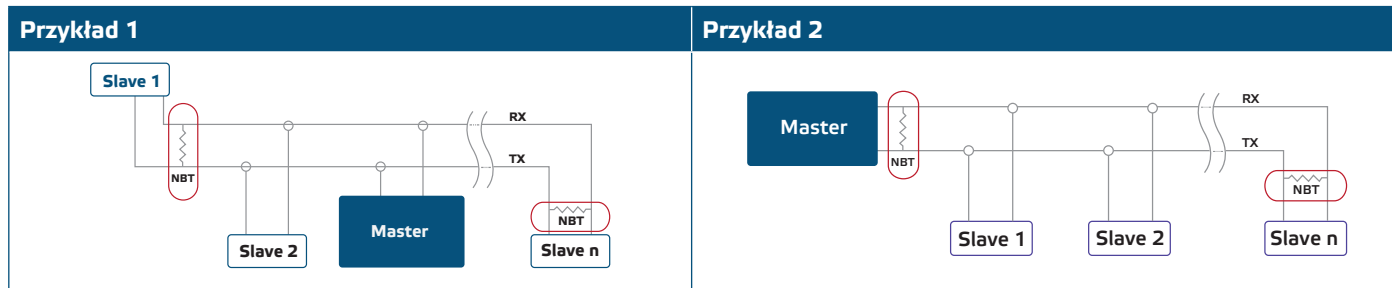 Przykład 1
Slave 1
RX
TX
NBT
NBT
Master
Slave 2
Slave n
Przykład 2
Master
RX
TX
NBT
NBT
Slave 1
Slave 2
Slave n